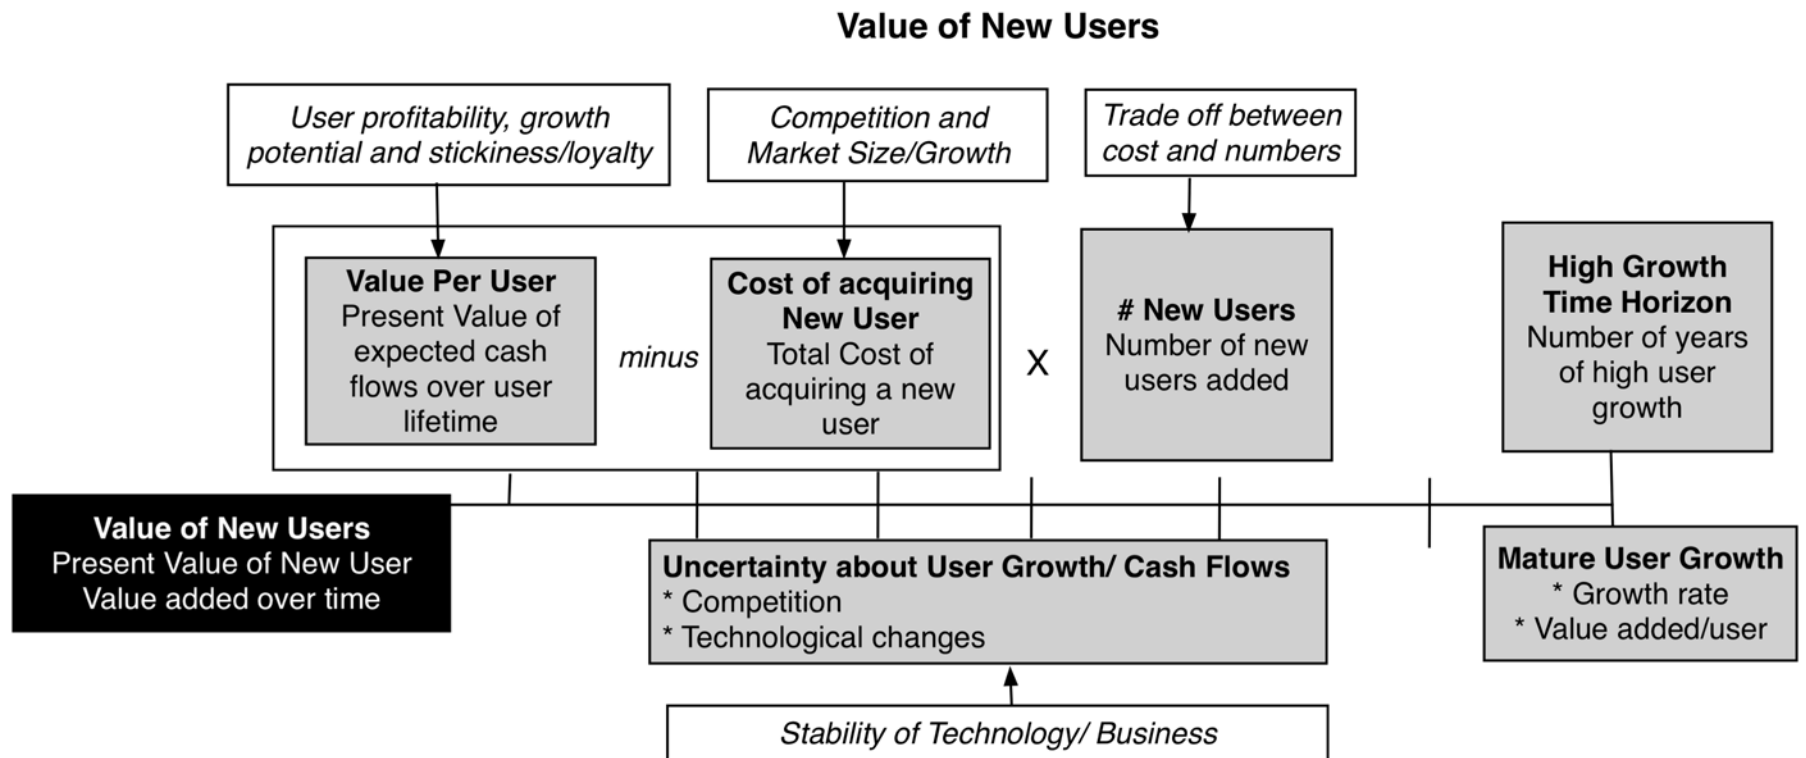 Value of New Users
User profitability, growth
potential and stickiness/loyalty
Competition and
Market Size/Growth
Trade off between
cost and numbers
Value Per User
Present Value of
expected cash
flows over user
lifetime
minus
Cost of acquiring
New User
Total Cost of
acquiring a new
user
X
# New Users
Number of new
users added
High Growth
Time Horizon
Number of years
of high user
growth
Value of New Users
Present Value of New User
Value added over time
Uncertainty about User Growth/ Cash Flows
* Competition
* Technological changes
Mature User Growth
* Growth rate
* Value added/user
Stability of Technology/ Business